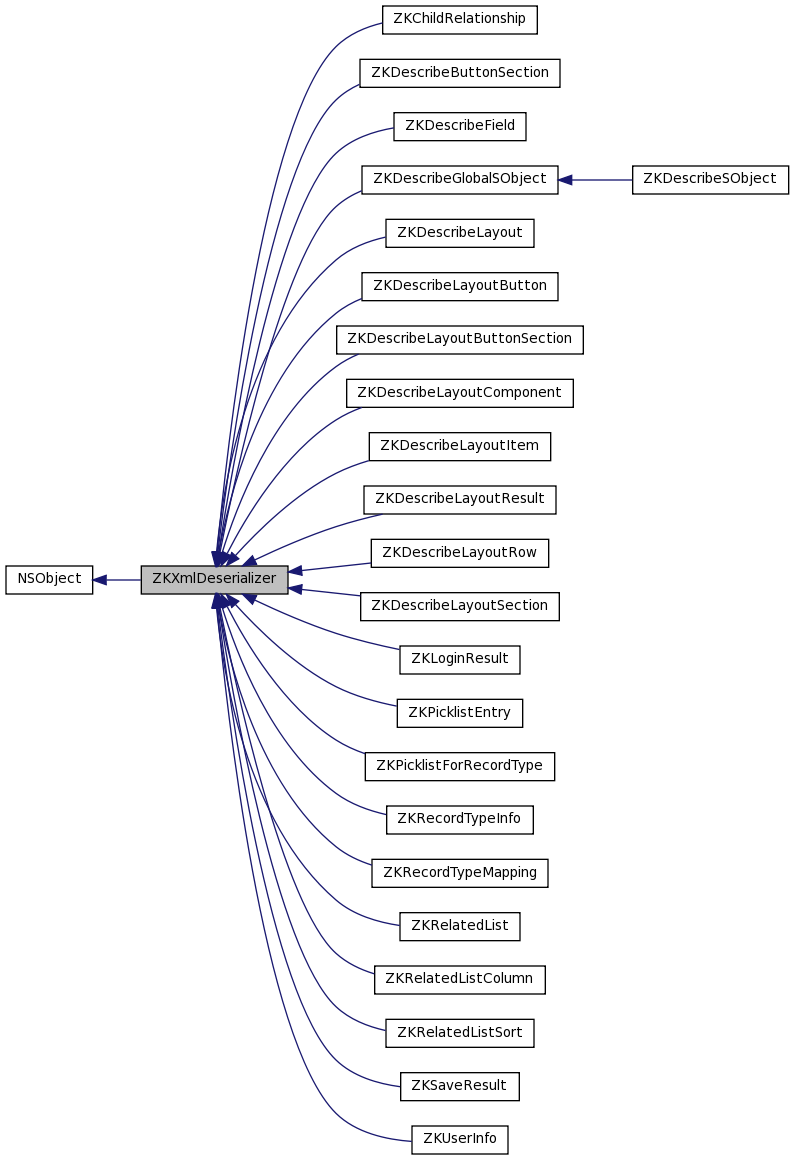 ZKChildRelationship
ZKDescribeButtonSection
ZKDescribeField
ZKDescribeGlobalSObject
ZKDescribeSObject
ZKDescribeLayout
ZKDescribeLayoutButton
ZKDescribeLayoutButtonSection
ZKDescribeLayoutComponent
ZKDescribeLayoutItem
ZKDescribeLayoutResult
ZKDescribeLayoutRow
NSObject
ZKXmlDeserializer
ZKDescribeLayoutSection
ZKLoginResult
ZKPicklistEntry
ZKPicklistForRecordType
ZKRecordTypeInfo
ZKRecordTypeMapping
ZKRelatedList
ZKRelatedListColumn
ZKRelatedListSort
ZKSaveResult
ZKUserInfo